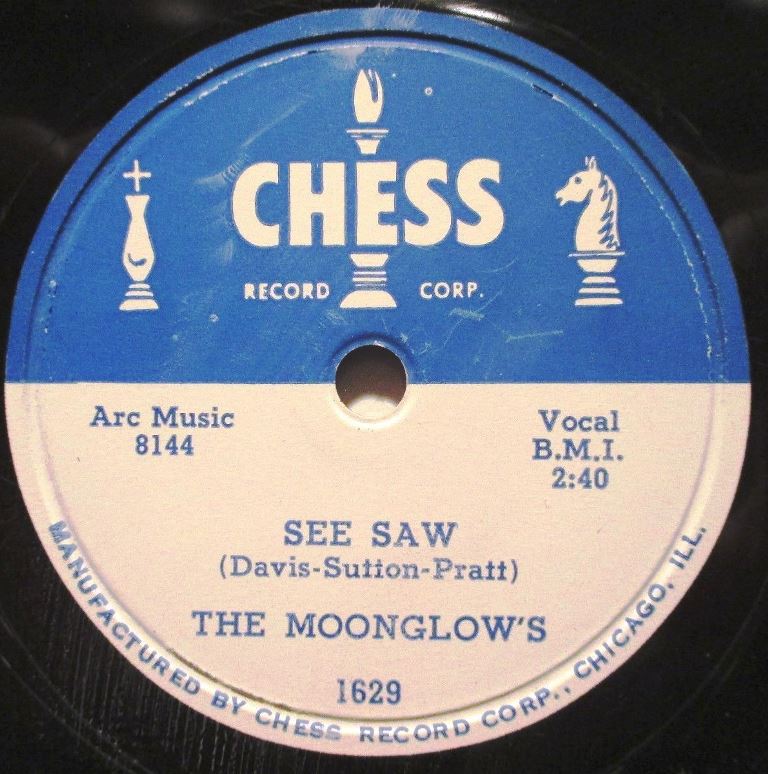 CHESS
RECORD CORP.
Arc Music
8144
Vocal
B.M.I.
2:40
SEE SAW
(Davis-Sutton-Pratt)
THE MOONGLOW'S
1629
MANUFACTURED BY CHESS RECORD CORP., CHICAGO, ILL.